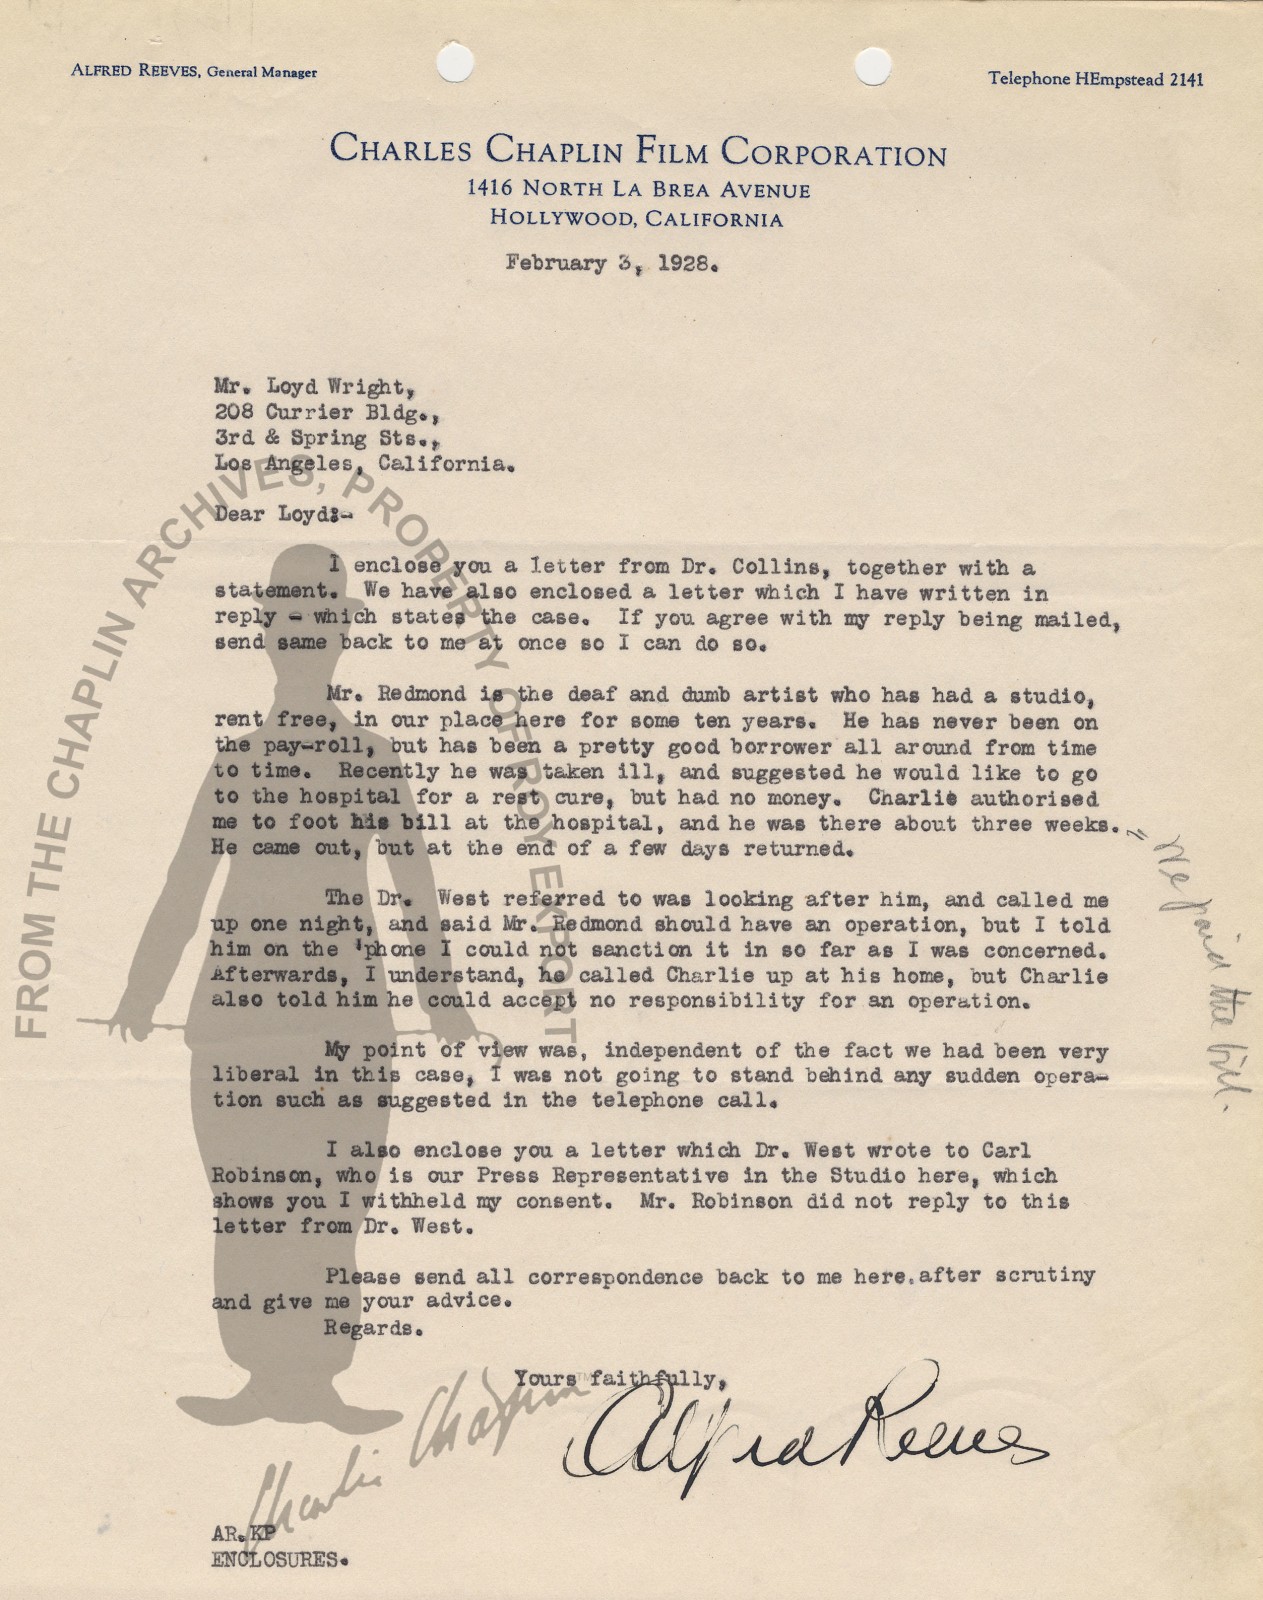 ALFRED REEVES, General Manager
Telephone HEmpstead 2141
CHARLES CHAPLIN FILM CORPORATION
1416 NORTH LA BREA AVENUE
HOLLYWOOD, CALIFORNIA
February 3, 1928.
Mr. Loyd Wright,
208 Currier Bldg.,
3rd & Spring Sts.,
Los Angeles, California.
Dear Loyd:-
I enclose you a letter from Dr. Collins, together with a
statement. We have also enclosed a letter which I have written in
reply - which states the case. If you agree with my reply being mailed,
send same back to me at once so I can do so.
Mr. Redmond is the deaf and dumb artist who has had a studio,
rent free, in our place here for some ten years. He has never been on
the pay-roll, but has been a pretty good borrower all around from time
to time. Recently he was taken ill, and suggested he would like to go
to the hospital for a rest cure, but had no money. Charlie authorised
me to foot his bill at the hospital, and he was there about three weeks.
He came out, but at the end of a few days returned.
"We paid the bill.
The Dr. West referred to was looking after him, and called me
up one night, and said Mr. Redmond should have an operation, but I told
him on the 'phone I could not sanction it in so far as I was concerned.
Afterwards, I understand, he called Charlie up at his home, but Charlie
also told him he could accept no responsibility for an operation.
My point of view was, independent of the fact we had been very
liberal in this case, I was not going to stand behind any sudden opera-
tion such as suggested in the telephone call.
I also enclose you a letter which Dr. West wrote to Carl
Robinson, who is our Press Representative in the Studio here, which
shows you I withheld my consent. Mr. Robinson did not reply to this
letter from Dr. West.
Please send all correspondence back to me here.after scrutiny
and give me your advice.
Regards.
Yours faithfully,
Alfred Reeves
AR.KP
ENCLOSURES.
FROM THE CHAPLIN ARCHIVES, PROPERTY OF ROY EXPORT
Charlie Chaplin TM